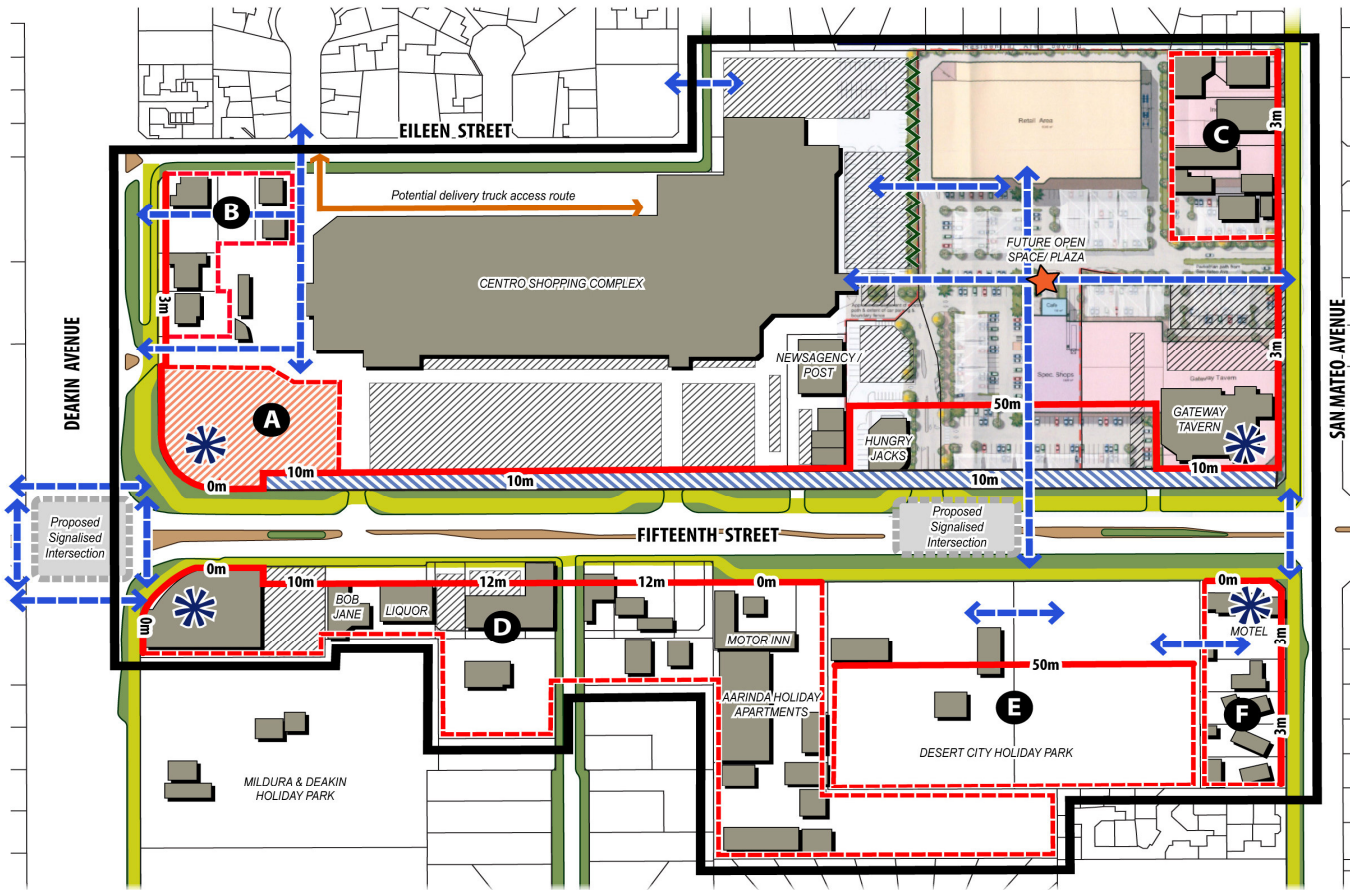 EILEEN STREET
Potential delivery truck access route
B
C
3m
Retail Area
FUTURE OPEN
SPACE/ PLAZA
CENTRO SHOPPING COMPLEX
3m
DEAKIN AVENUE
SAN MATEO AVENUE
Cafe
3m
NEWSAGENCY /
POST
Spec. Shops
Gateway Tavern
50m
A
HUNGRY
JACKS
GATEWAY
TAVERN
0m
10m
10m
10m
10m
Proposed
Signalised
Intersection
FIFTEENTH STREET
Proposed
Signalised
Intersection
0m
10m
12m
12m
0m
0m
0m
BOB
JANE
LIQUOR
D
MOTOR INN
MOTEL
3m
50m
AARINDA HOLIDAY
APARTMENTS
E
F
3m
DESERT CITY HOLIDAY PARK
MILDURA & DEAKIN
HOLIDAY PARK